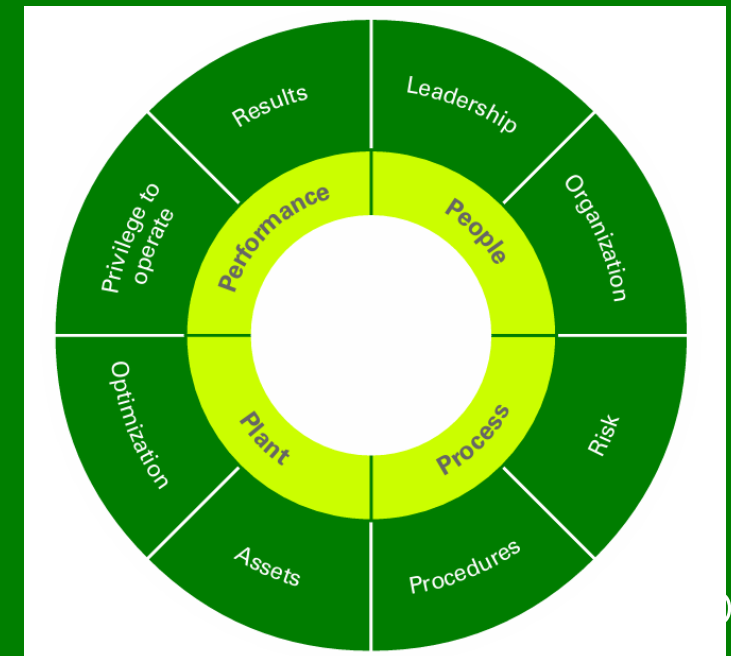 Leadership
Organization
Risk
Procedures
Assets
Optimization
Privilege to
operate
Results
People
Process
Plant
Performance